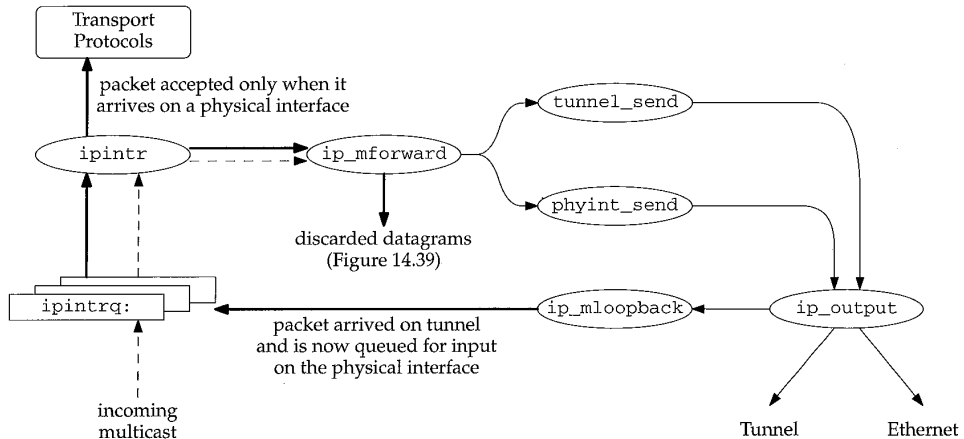 Transport
Protocols
packet accepted only when it
arrives on a physical interface
tunnel_send
ipintr
ip_mforward
phyint_send
discarded datagrams
(Figure 14.39)
ipintrq:
ip_mloopback
ip_output
packet arrived on tunnel
and is now queued for input
on the physical interface
incoming
multicast
Tunnel
Ethernet